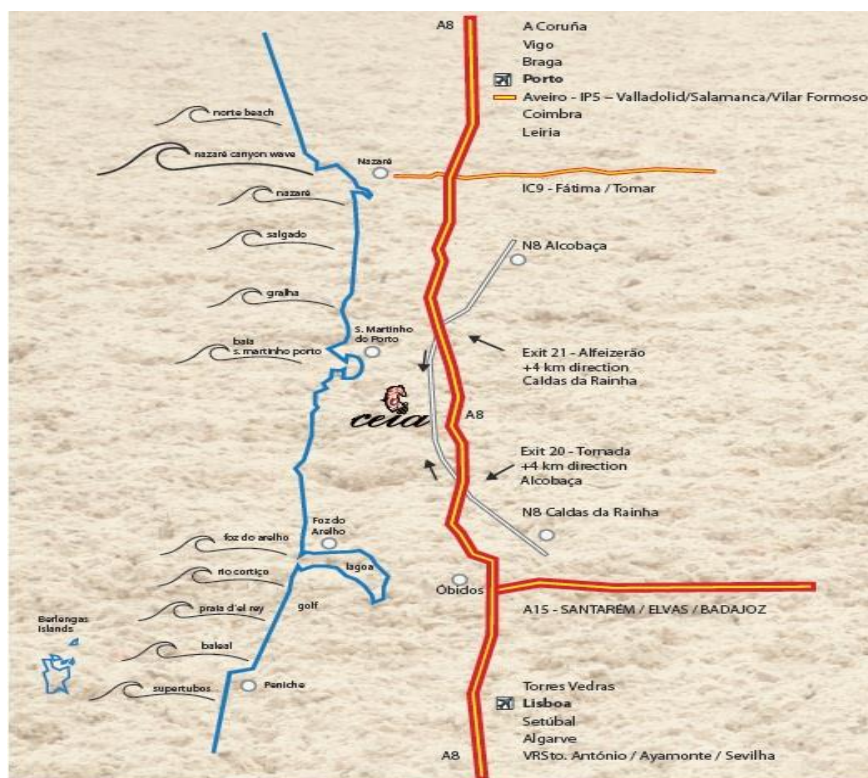 A8
A Coruña
Vigo
Braga
Porto
Aveiro - IP5 – Valladolid/Salamanca/Vilar Formoso
Coimbra
Leiria
norte beach
nazaré canyon wave
Nazaré
IC9 - Fátima / Tomar
nazaré
salgado
N8 Alcobaça
gralha
S. Martinho
do Porto
baia
s. martinho porto
Exit 21 - Alfeizerão
+4 km direction
Caldas da Rainha
ceia
A8
Exit 20 - Tornada
+4 km direction
Alcobaça
N8 Caldas da Rainha
Foz do
Arelho
foz do arelho
lagoa
rio cortiço
Óbidos
praia d'el rey
golf
A15 - SANTARÉM / ELVAS / BADAJOZ
Berlengas
Islands
baleal
supertubos
Peniche
Torres Vedras
Lisboa
Setúbal
Algarve
A8
VRSto. António / Ayamonte / Sevilha